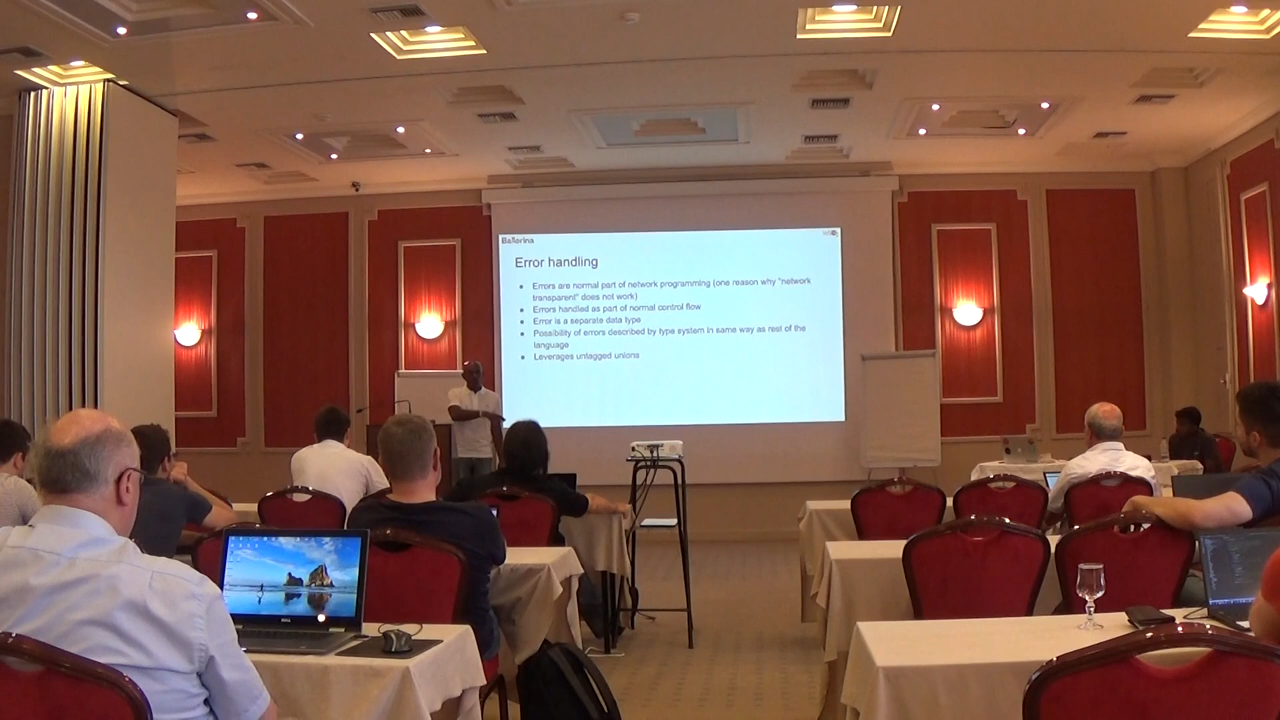 Ballerina
WSO2
Error handling
● Errors are normal part of network programming (one reason why "network
transparent" does not work)
● Errors handled as part of normal control flow
● Error is a separate data type
● Possibility of errors described by type system in same way as rest of the
language
● Leverages untagged unions
DELL